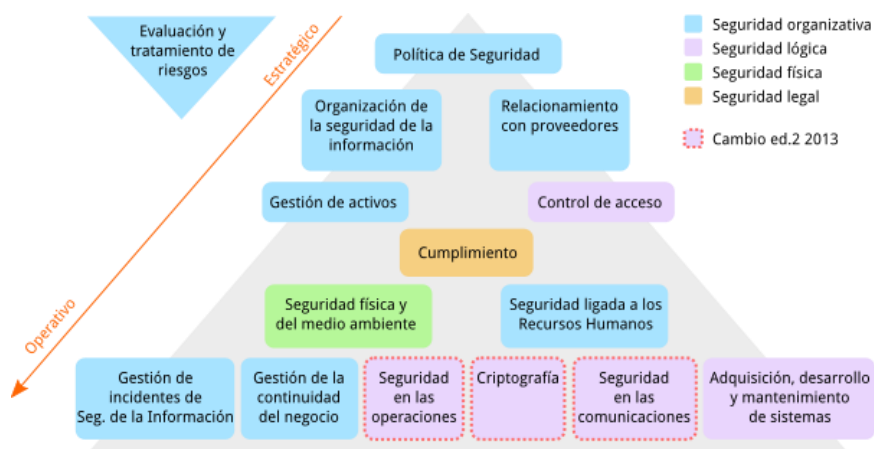 Evaluación y
tratamiento de
riesgos
Estratégico
Operativo
Seguridad organizativa
Seguridad lógica
Seguridad física
Seguridad legal
Cambio ed.2 2013
Política de Seguridad
Organización de
la seguridad de la
información
Relacionamiento
con proveedores
Gestión de activos
Control de acceso
Cumplimiento
Seguridad física y
del medio ambiente
Seguridad ligada a los
Recursos Humanos
Gestión de
incidentes de
Seg. de la Información
Gestión de la
continuidad
del negocio
Seguridad
en las
operaciones
Criptografía
Seguridad
en las
comunicaciones
Adquisición, desarrollo
y mantenimiento
de sistemas